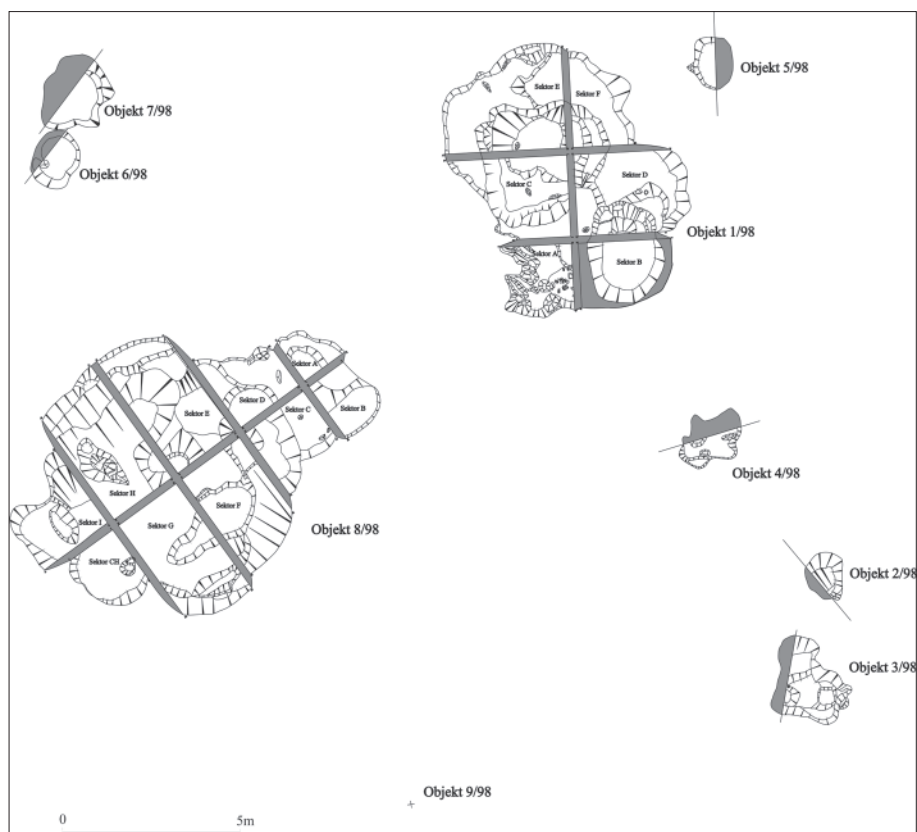 Objekt 5/98
Objekt 7/98
Sektor E
Sektor F
Objekt 6/98
Sektor C
Sektor D
Objekt 1/98
Sektor A
Sektor B
Sektor A
Sektor E
Sektor D
Sektor C
Sektor B
Objekt 4/98
Sektor H
Sektor F
Sektor I
Sektor G
Objekt 8/98
Sektor CH
Objekt 2/98
Objekt 3/98
Objekt 9/98
0 5m